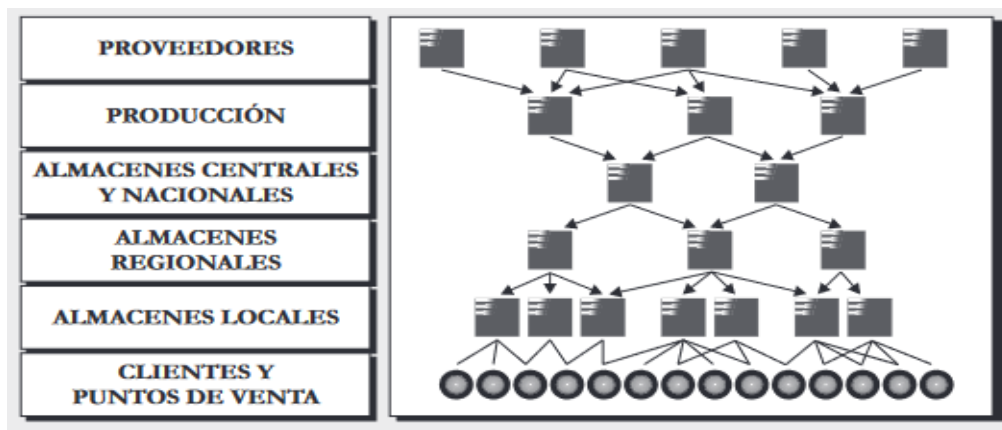 PROVEEDORES
PRODUCCIÓN
ALMACENES CENTRALES
Y NACIONALES
ALMACENES
REGIONALES
ALMACENES LOCALES
CLIENTES Y
PUNTOS DE VENTA